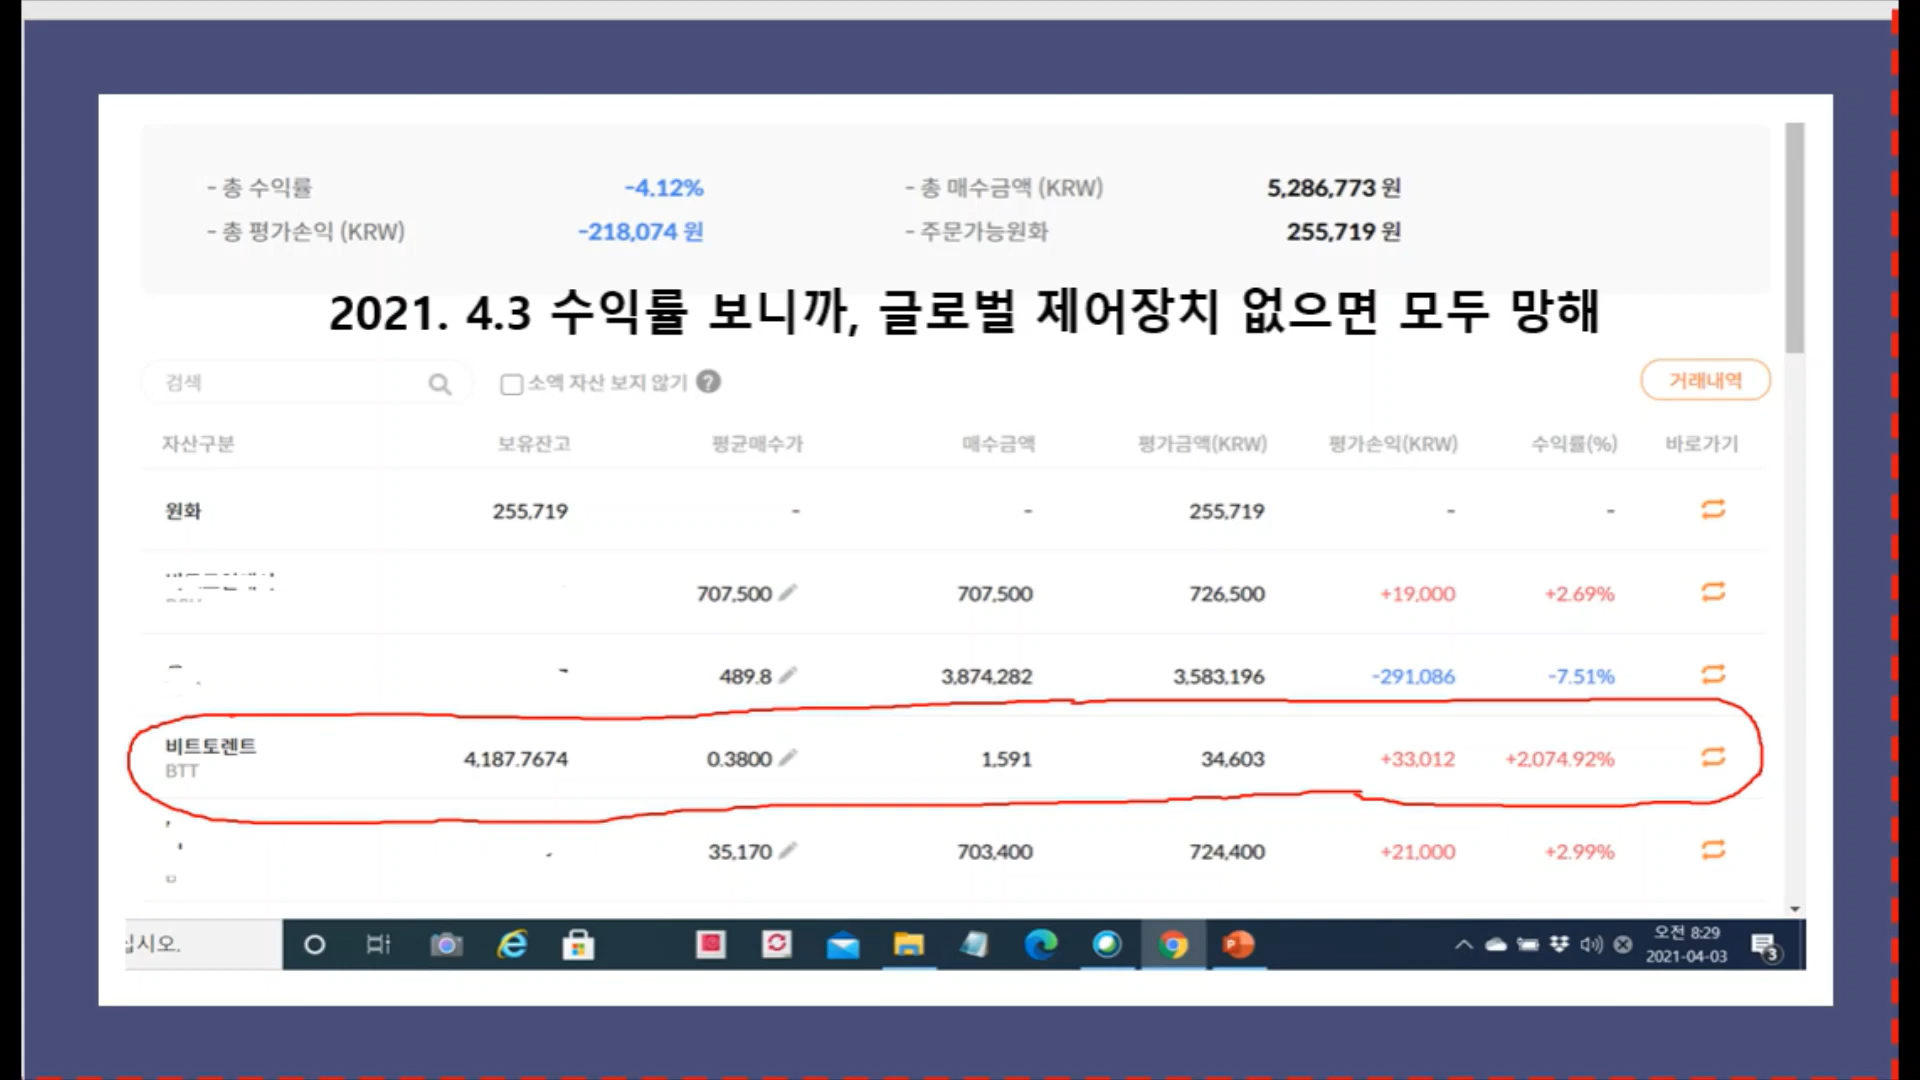 - 총 수익률 -4.12% - 총 매수금액 (KRW) 5,286,773 원
- 총 평가손익 (KRW) -218,074 원 - 주문가능원화 255,719 원
2021. 4.3 수익률 보니까, 글로벌 제어장치 없으면 모두 망해
검색 소액 자산 보지 않기 ? 거래내역
자산구분 보유잔고 평균매수가 매수금액 평가금액(KRW) 평가손익(KRW) 수익률(%) 바로가기
원화 255,719 - - 255,719 - -
707,500 707,500 726,500 +19,000 +2.69%
489.8 3,874,282 3,583,196 -291,086 -7.51%
비트토렌트 4,187.7674 0.3800 1,591 34,603 +33,012 +2,074.92%
BTT
35,170 703,400 724,400 +21,000 +2.99%
십시오. 오전 8:29
2021-04-03 3